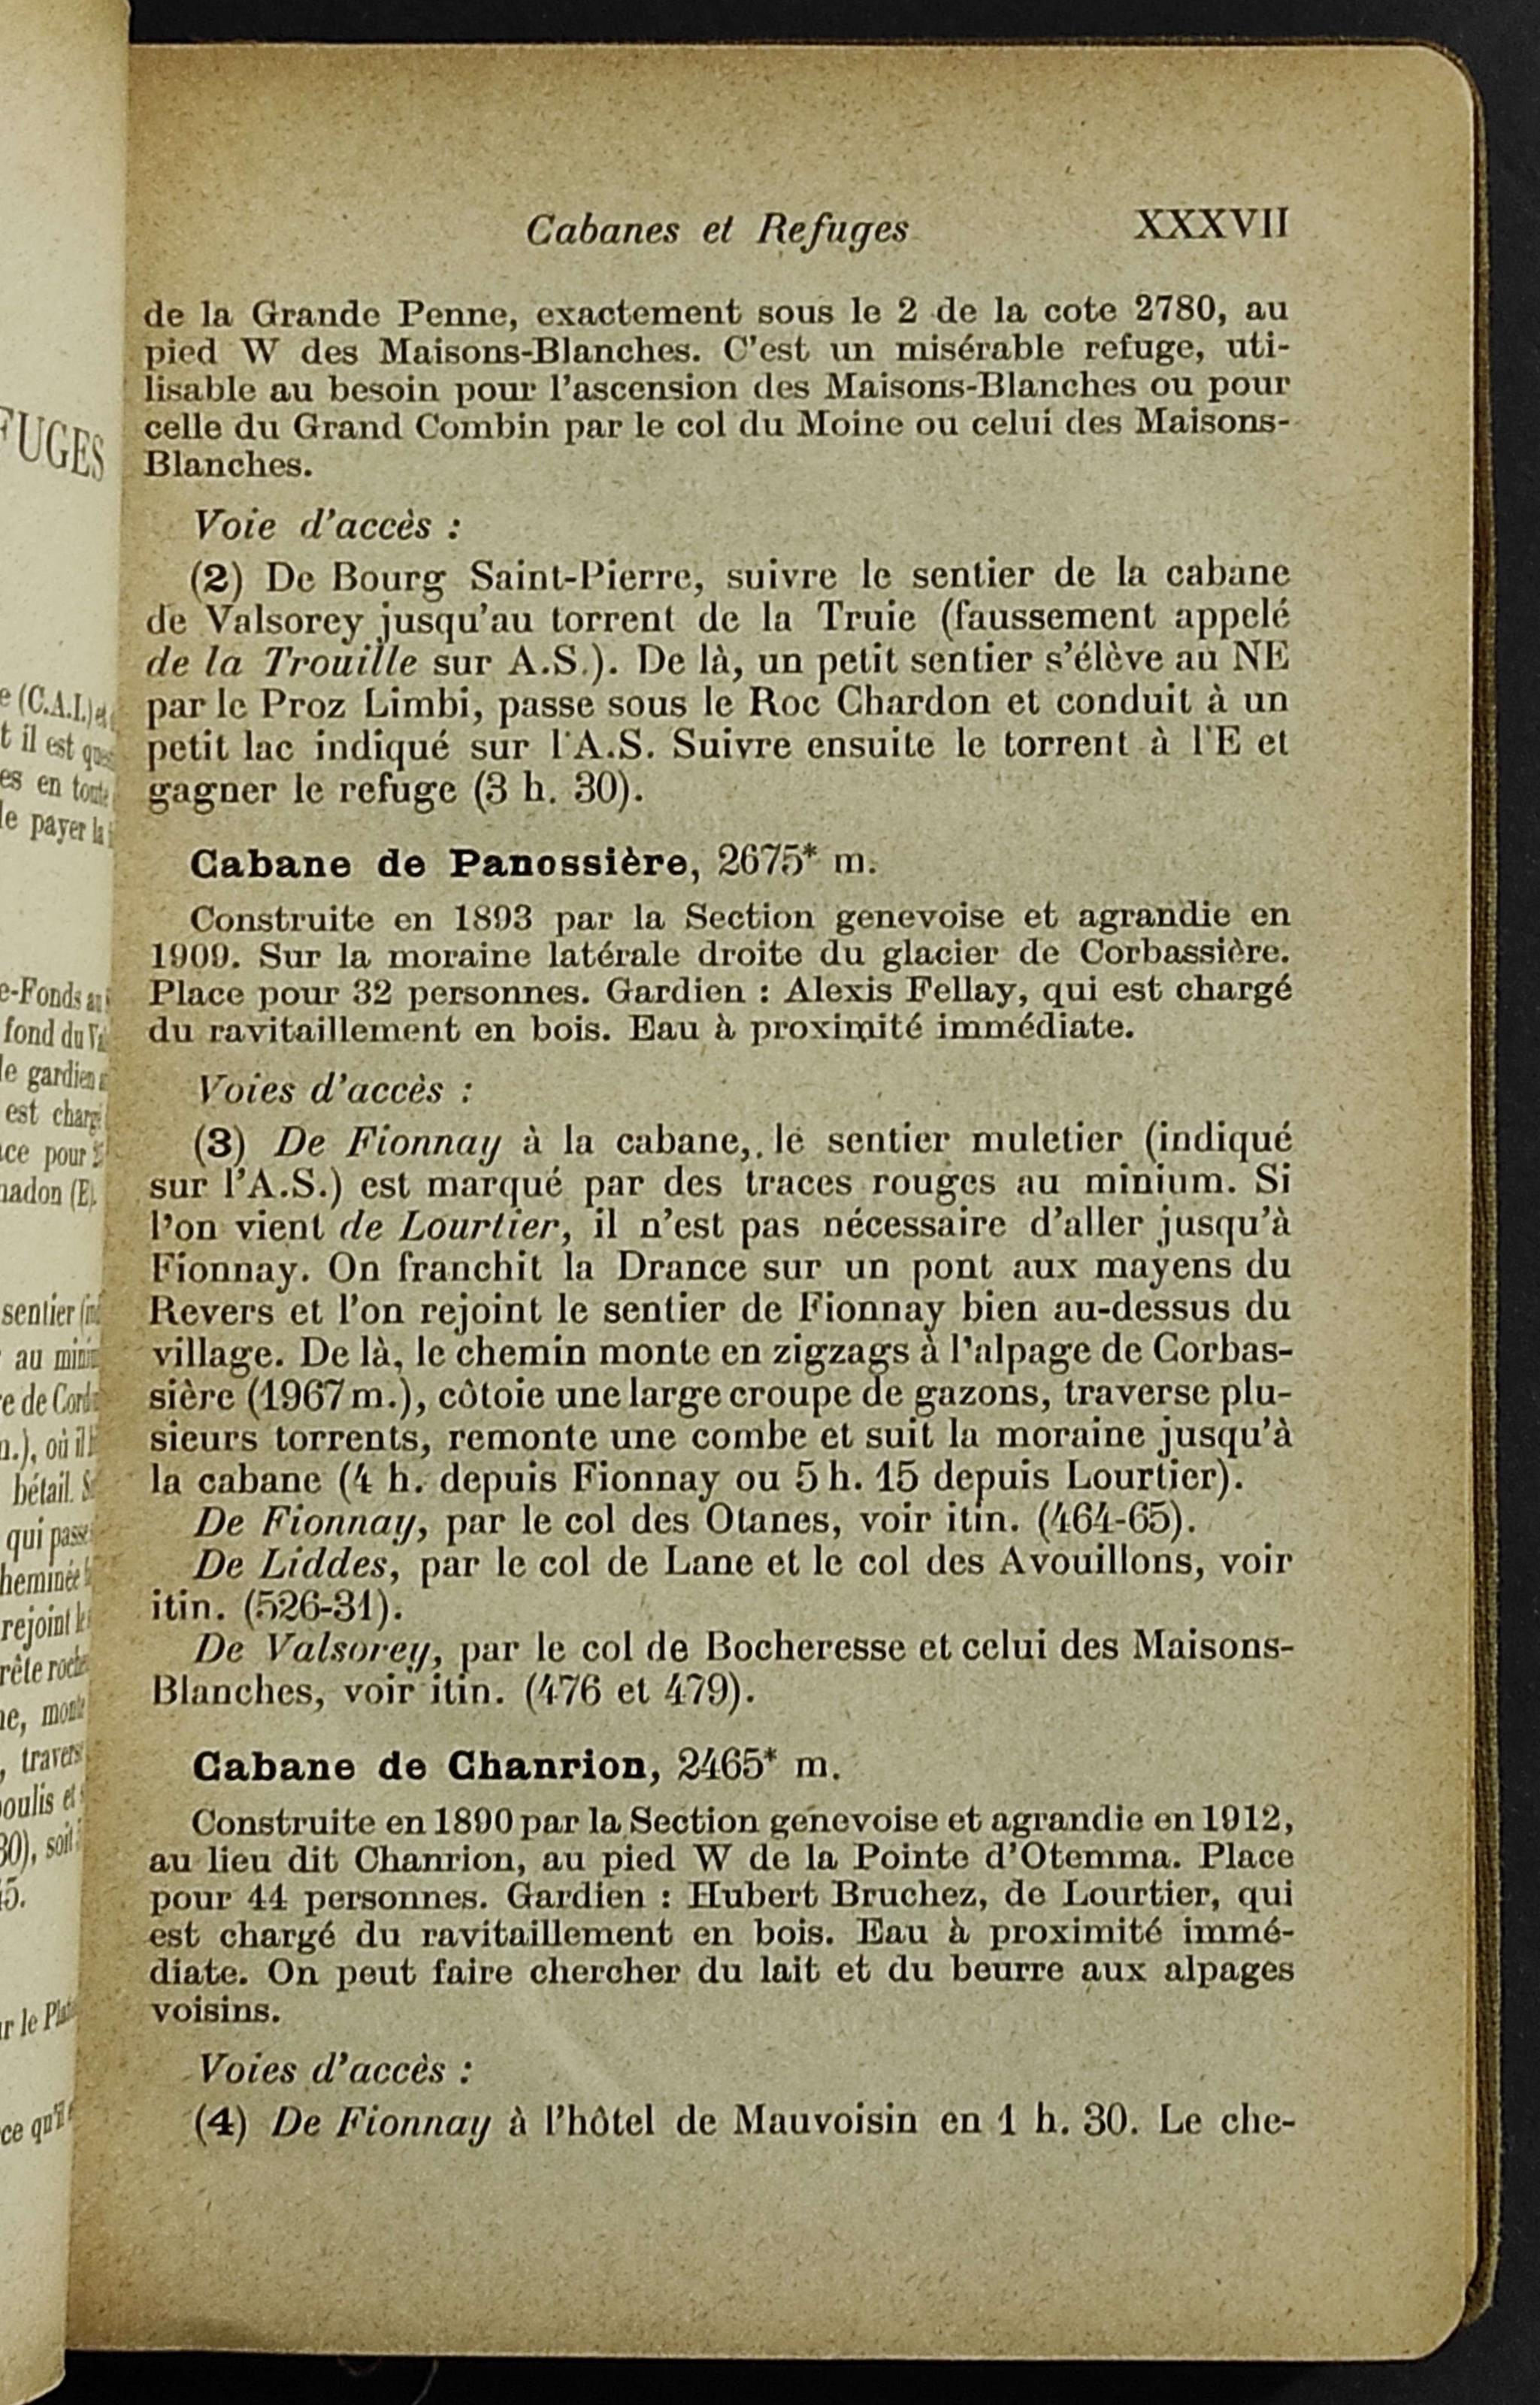 Cabanes et Refuges XXXVII
de la Grande Penne, exactement sous le 2 de la cote 2780, au
pied W des Maisons-Blanches. C'est un misérable refuge, uti-
lisable au besoin pour l'ascension des Maisons-Blanches ou pour
celle du Grand Combin par le col du Moine ou celui des Maisons-
Blanches.
Voie d'accès :
(2) De Bourg Saint-Pierre, suivre le sentier de la cabane
de Valsorey jusqu'au torrent de la Truie (faussement appelé
de la Trouille sur A.S.). De là, un petit sentier s'élève au NE
par le Proz Limbi, passe sous le Roc Chardon et conduit à un
petit lac indiqué sur l'A.S. Suivre ensuite le torrent à l'E et
gagner le refuge (3 h. 30).
Cabane de Panossière, 2675* m.
Construite en 1893 par la Section genevoise et agrandie en
1909. Sur la moraine latérale droite du glacier de Corbassière.
Place pour 32 personnes. Gardien : Alexis Fellay, qui est chargé
du ravitaillement en bois. Eau à proximité immédiate.
Voies d'accès :
(3) De Fionnay à la cabane, le sentier muletier (indiqué
sur l'A.S.) est marqué par des traces rouges au minium. Si
l'on vient de Lourtier, il n'est pas nécessaire d'aller jusqu'à
Fionnay. On franchit la Drance sur un pont aux mayens du
Revers et l'on rejoint le sentier de Fionnay bien au-dessus du
village. De là, le chemin monte en zigzags à l'alpage de Corbas-
sière (1967 m.), côtoie une large croupe de gazons, traverse plu-
sieurs torrents, remonte une combe et suit la moraine jusqu'à
la cabane (4 h. depuis Fionnay ou 5 h. 15 depuis Lourtier).
De Fionnay, par le col des Otanes, voir itin. (464-65).
De Liddes, par le col de Lane et le col des Avouillons, voir
itin. (526-31).
De Valsorey, par le col de Bocheresse et celui des Maisons-
Blanches, voir itin. (476 et 479).
Cabane de Chanrion, 2465* m.
Construite en 1890 par la Section genevoise et agrandie en 1912,
au lieu dit Chanrion, au pied W de la Pointe d'Otemma. Place
pour 44 personnes. Gardien : Hubert Bruchez, de Lourtier, qui
est chargé du ravitaillement en bois. Eau à proximité immé-
diate. On peut faire chercher du lait et du beurre aux alpages
voisins.
Voies d'accès :
(4) De Fionnay à l'hôtel de Mauvoisin en 1 h. 30. Le che-